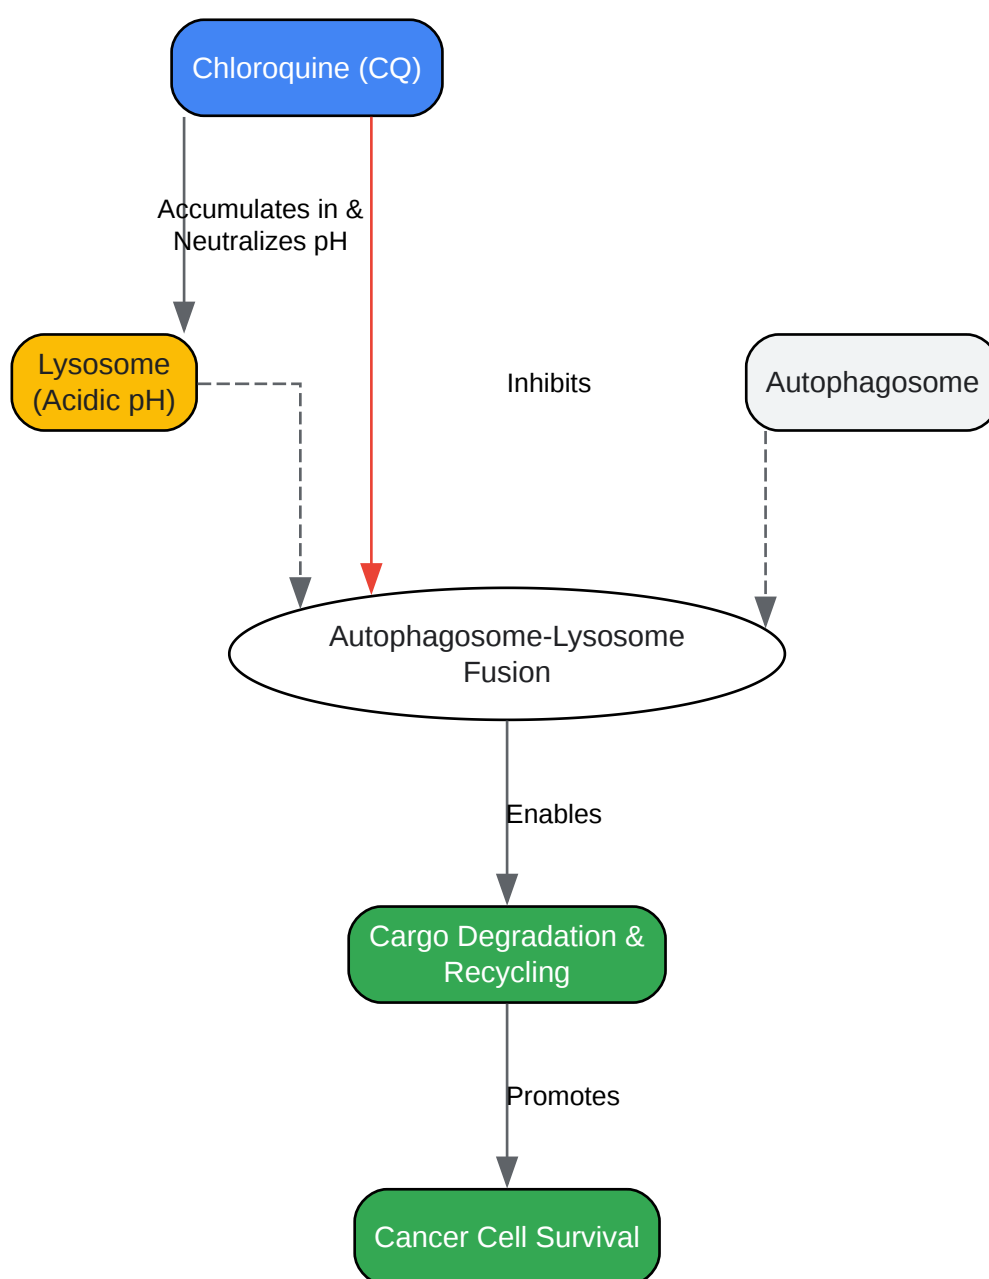 Chloroquine (CQ)
Accumulates in &
Neutralizes pH
Lysosome
(Acidic pH)
Inhibits
Autophagosome
Autophagosome-Lysosome
Fusion
Enables
Cargo Degradation &
Recycling
Promotes
Cancer Cell Survival